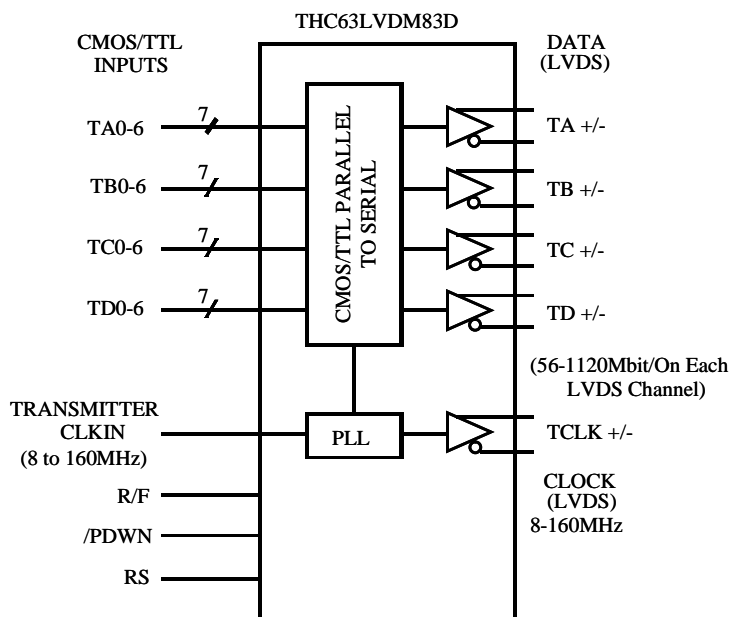 THC63LVDM83D
CMOS/TTL
INPUTS
DATA
(LVDS)
TA0-6
7
TA +/-
TB0-6
7
TB +/-
TC0-6
7
TC +/-
TD0-6
7
TD +/-
CMOS/TTL PARALLEL
TO SERIAL
(56-1120Mbit/On Each
LVDS Channel)
TRANSMITTER
CLKIN
(8 to 160MHz)
PLL
TCLK +/-
CLOCK
(LVDS)
8-160MHz
R/F
/PDWN
RS